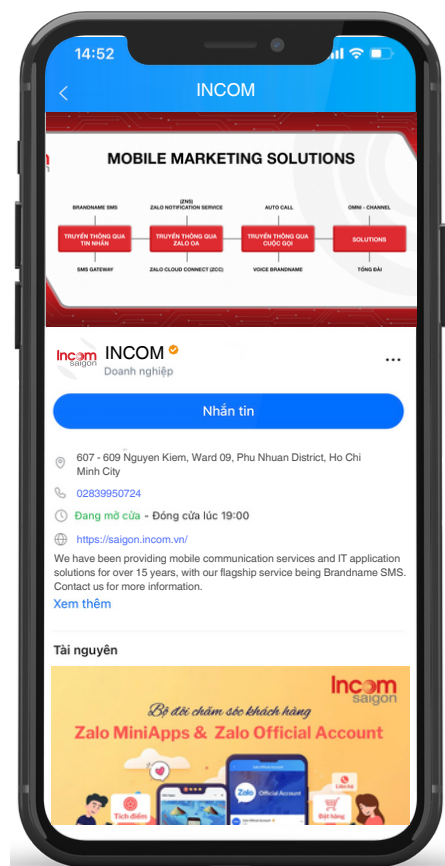 14:52
INCOM
MOBILE MARKETING SOLUTIONS
BRANDNAME SMS
(ZNS)
ZALO NOTIFICATION SERVICE
AUTO CALL
OMNI - CHANNEL
TRUYỀN THÔNG QUA
TIN NHẮN
TRUYỀN THÔNG QUA
ZALO OA
TRUYỀN THÔNG QUA
CUỘC GỌI
SOLUTIONS
SMS GATEWAY
ZALO CLOUD CONNECT (ZCC)
VOICE BRANDNAME
TỔNG ĐÀI
Incom
saigon
INCOM
Doanh nghiệp
Nhắn tin
607 - 609 Nguyen Kiem, Ward 09, Phu Nhuan District, Ho Chi
Minh City
02839950724
Đang mở cửa - Đóng cửa lúc 19:00
https://saigon.incom.vn/
We have been providing mobile communication services and IT application
solutions for over 15 years, with our flagship service being Brandname SMS.
Contact us for more information.
Xem thêm
Tài nguyên
Incom
saigon
Bộ đôi chăm sóc khách hàng
Zalo MiniApps & Zalo Official Account
Zalo
Official Account
Liên hệ
Tích điểm
Đặt hàng